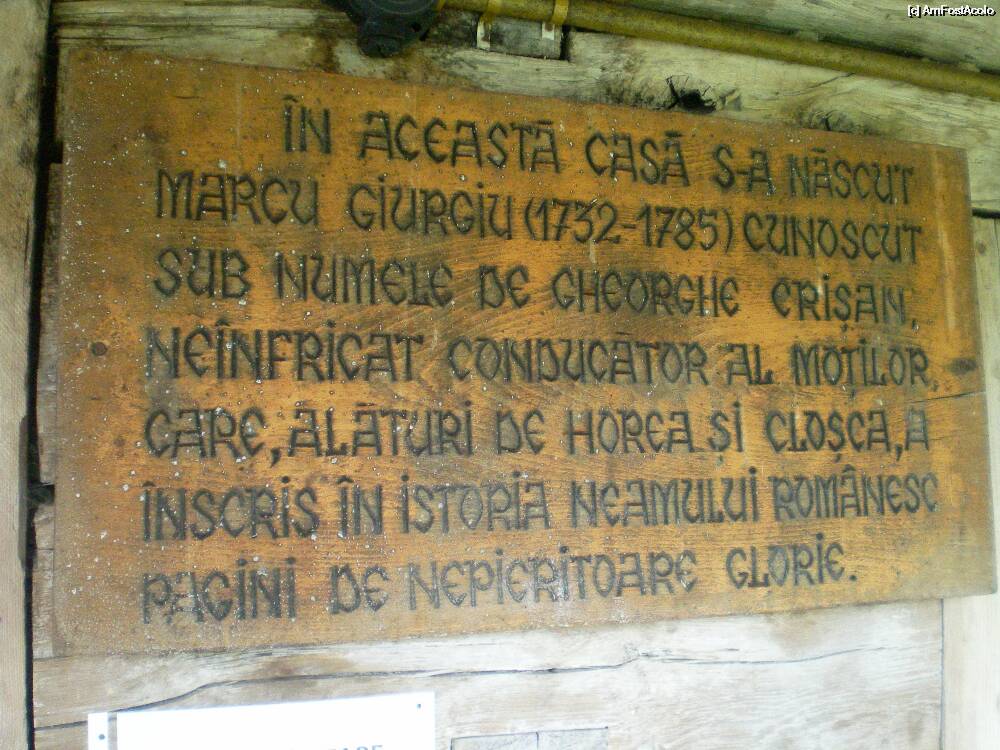 (c) AmFostAcolo
ÎN ACEASTĂ CASĂ S-A NĂSCUT
MARCU GIURGIU (1732-1785) CUNOSCUT
SUB NUMELE DE GHEORGHE CRIȘAN,
NEÎNFRICAT CONDUCĂTOR AL MOȚILOR,
CARE, ALĂTURI DE HOREA ȘI CLOȘCA, A
ÎNSCRIS ÎN ISTORIA NEAMULUI ROMÂNESC
PAGINI DE NEPIERITOARE GLORIE.